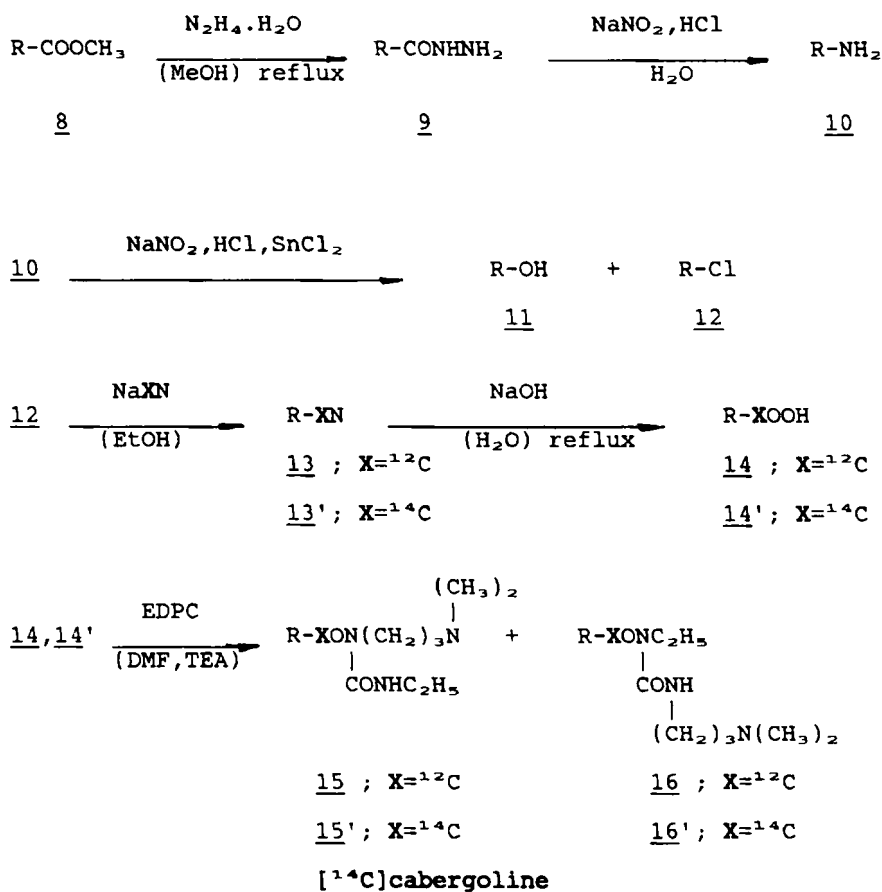 N₂H₄.H₂O NaNO₂,HCl
R-COOCH₃ R-CONHNH₂ R-NH₂
(MeOH) reflux H₂O
8 9 10
NaNO₂,HCl,SnCl₂
10 R-OH + R-Cl
11 12
NaXN NaOH
12 R-XN R-XOOH
(EtOH) (H₂O) reflux
13 ; X=¹²C 14 ; X=¹²C
13'; X=¹⁴C 14'; X=¹⁴C
(CH₃)₂
EDPC
14,14' R-XON(CH₂)₃N + R-XONC₂H₅
(DMF,TEA)
CONHC₂H₅ CONH
(CH₂)₃N(CH₃)₂
15 ; X=¹²C 16 ; X=¹²C
15'; X=¹⁴C 16'; X=¹⁴C
[¹⁴C]cabergoline